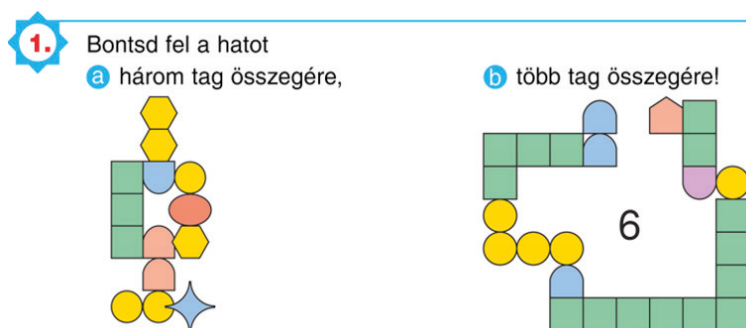 1.
Bontsd fel a hatot
a három tag összegére,
b több tag összegére!
6